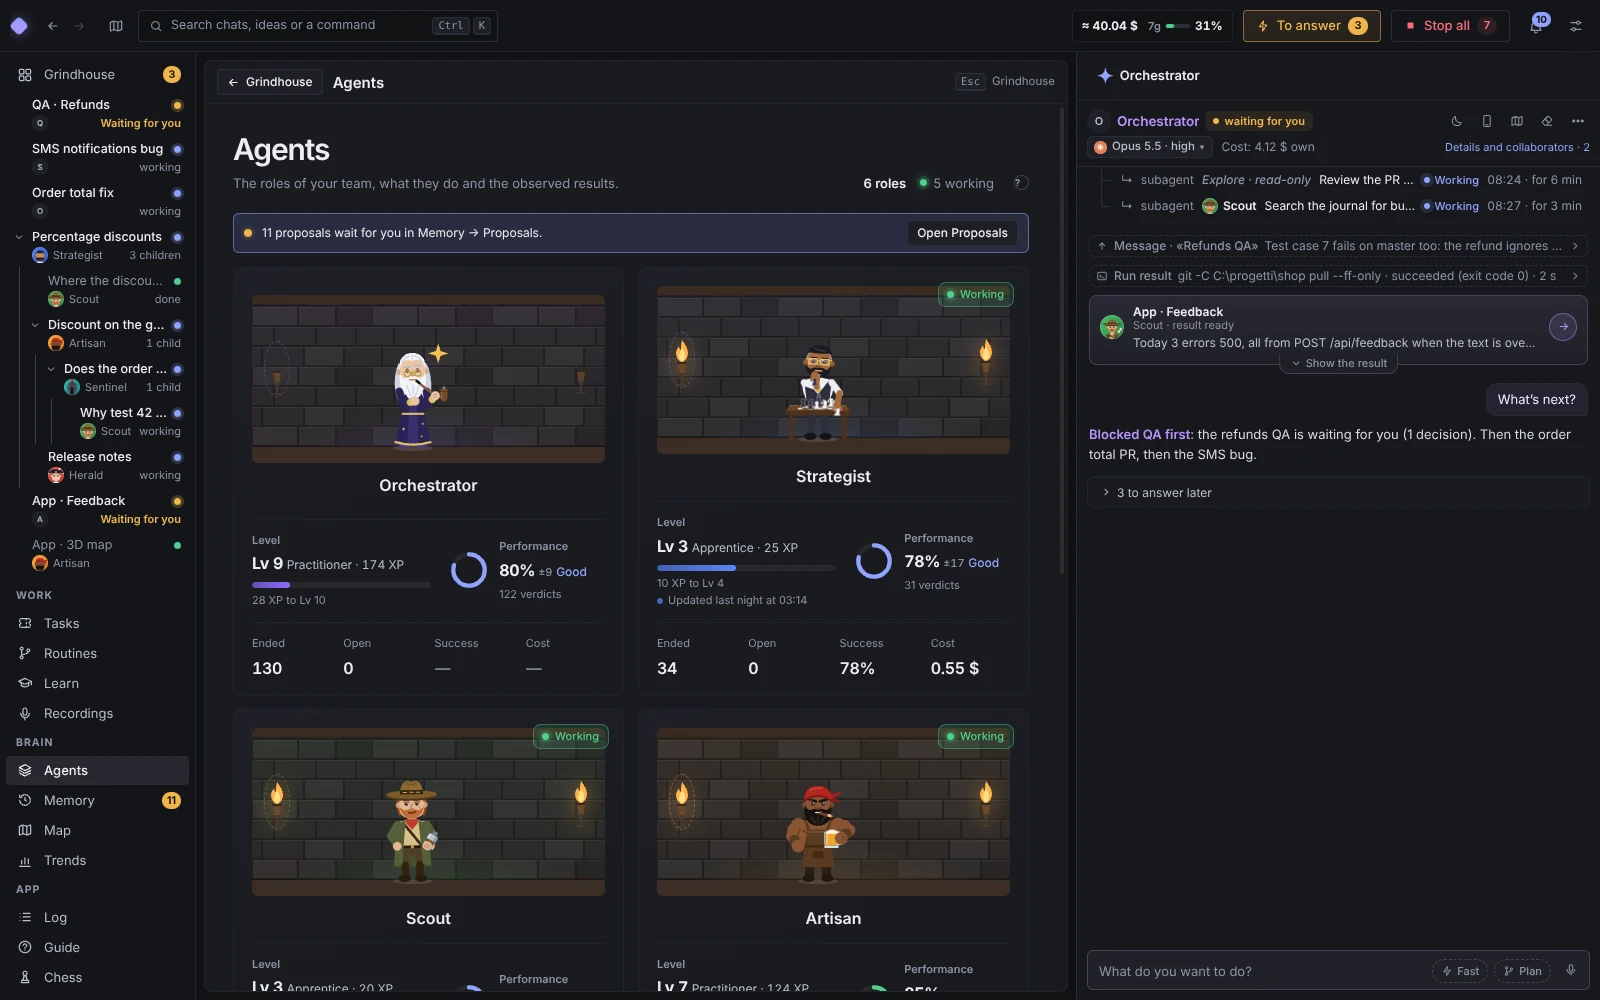 Search chats, ideas or a command
Ctrl K
≈ 40.04 $ 7g 31%
To answer 3
Stop all 7
10
Grindhouse 3
QA · Refunds
Q Waiting for you
SMS notifications bug
S working
Order total fix
O working
Percentage discounts
Strategist 3 children
Where the discou...
Scout done
Discount on the g...
Artisan 1 child
Does the order ...
Sentinel 1 child
Why test 42 ...
Scout working
Release notes
Herald working
App · Feedback
A Waiting for you
App · 3D map
Artisan
WORK
Tasks
Routines
Learn
Recordings
BRAIN
Agents
Memory 11
Map
Trends
APP
Log
Guide
Chess
← Grindhouse Agents
Esc Grindhouse
Agents
The roles of your team, what they do and the observed results.
6 roles 5 working ?
11 proposals wait for you in Memory → Proposals.
Open Proposals
Orchestrator
Level
Lv 9 Practitioner · 174 XP
28 XP to Lv 10
Performance
80% ±9 Good
122 verdicts
Ended Open Success Cost
130 0 — —
Working
Strategist
Level
Lv 3 Apprentice · 25 XP
10 XP to Lv 4
Updated last night at 03:14
Performance
78% ±17 Good
31 verdicts
Ended Open Success Cost
34 0 78% 0.55 $
Working
Scout
Level
Lv 3 Apprentice · 20 XP
Performance
Working
Artisan
Level
Lv 7 Practitioner · 124 XP
Performance
Orchestrator
O Orchestrator waiting for you
Opus 5.5 · high Cost: 4.12 $ own
Details and collaborators · 2
subagent Explore · read-only Review the PR ... Working 08:24 · for 6 min
subagent Scout Search the journal for bu... Working 08:27 · for 3 min
Message · «Refunds QA» Test case 7 fails on master too: the refund ignores ...
Run result git -C C:\progetti\shop pull --ff-only · succeeded (exit code 0) · 2 s
App · Feedback
Scout · result ready
Today 3 errors 500, all from POST /api/feedback when the text is ove...
Show the result
What's next?
Blocked QA first: the refunds QA is waiting for you (1 decision). Then the order
total PR, then the SMS bug.
3 to answer later
What do you want to do?
Fast
Plan